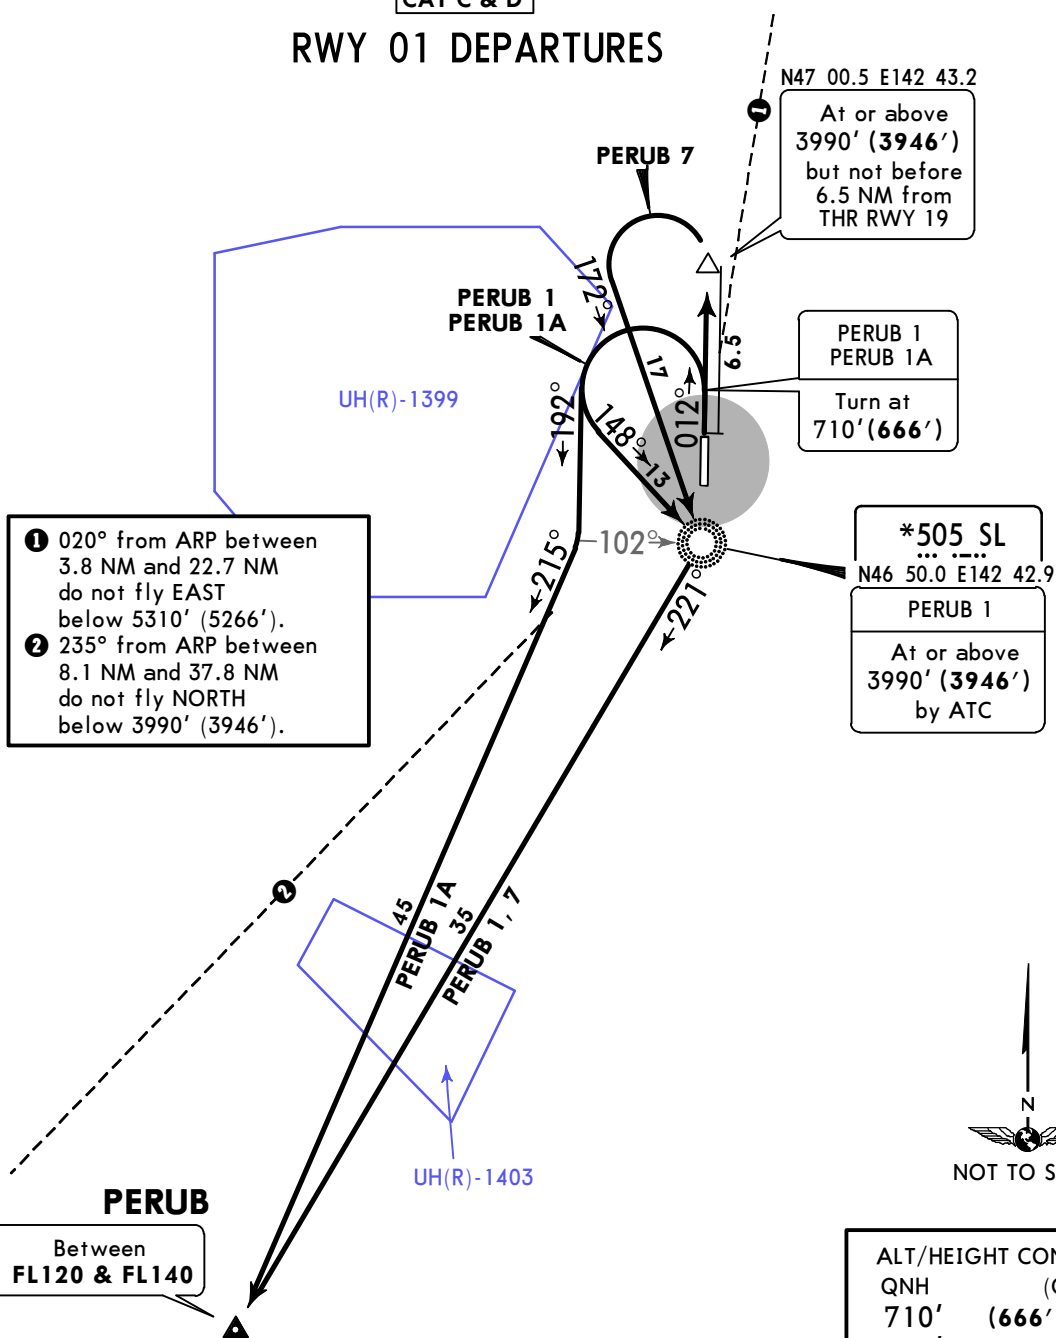 CAT C & D
RWY 01 DEPARTURES
N47 00.5 E142 43.2
At or above
3990' (3946')
but not before
6.5 NM from
THR RWY 19
1
PERUB 7
172°
PERUB 1
PERUB 1A
17
6.5
PERUB 1
PERUB 1A
Turn at
710'(666')
UH(R)-1399
192°
148°
13
012°
*505 SL
N46 50.0 E142 42.9
PERUB 1
At or above
3990' (3946')
by ATC
1 020° from ARP between
3.8 NM and 22.7 NM
do not fly EAST
below 5310' (5266').
2 235° from ARP between
8.1 NM and 37.8 NM
do not fly NORTH
below 3990' (3946').
102°
215°
221°
2
45
PERUB 1A
35
PERUB 1, 7
UH(R)-1403
N
NOT TO S
PERUB
Between
FL120 & FL140
ALT/HEIGHT CON
QNH (Q
710' (666'